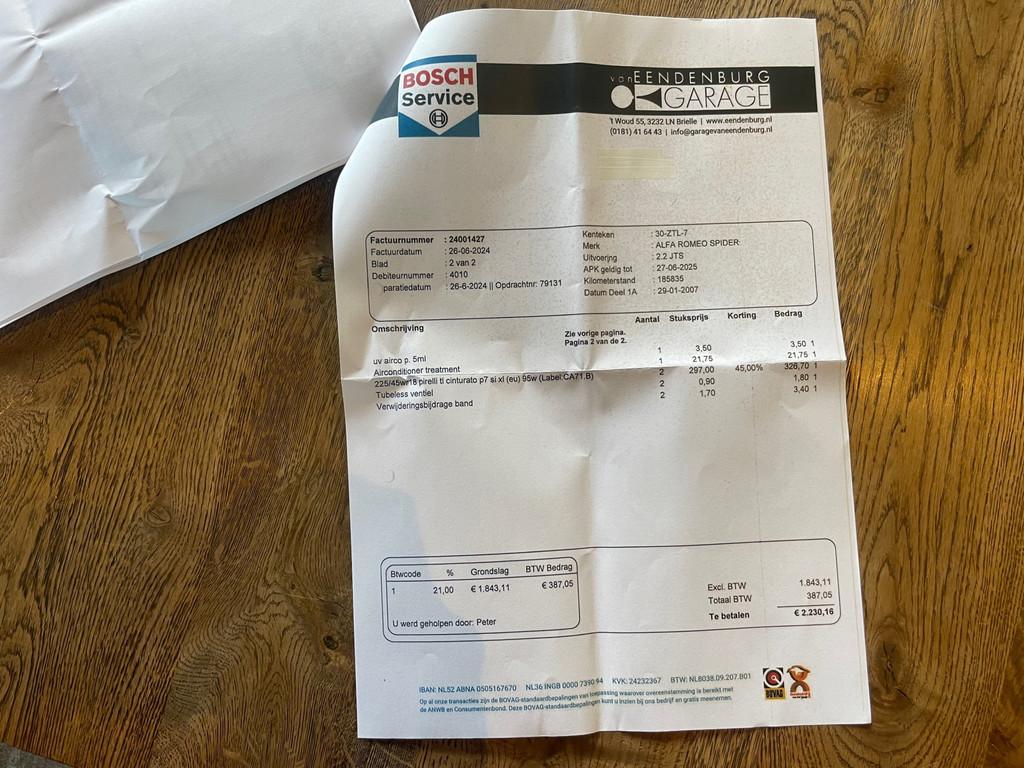 BOSCH
Service
van EENDENBURG
GARAGE
't Woud 55, 3232 LN Brielle | www.eendenburg.nl
(0181) 41 64 43 | info@garagevaneendenburg.nl
Factuurnummer : 24001427
Factuurdatum : 26-06-2024
Blad : 2 van 2
Debiteurnummer : 4010
paratiedatum : 26-6-2024 || Opdrachtnr: 79131
Kenteken : 30-ZTL-7
Merk : ALFA ROMEO SPIDER
Uitvoering : 2.2 JTS
APK geldig tot : 27-06-2025
Kilometerstand : 185835
Datum Deel 1A : 29-01-2007
Omschrijving Aantal Stuksprijs Korting Bedrag
Zie vorige pagina.
Pagina 2 van de 2.
uv airco p. 5ml 1 3,50 3,50 1
Airconditioner treatment 1 21,75 21,75 1
225/45wr18 pirelli tl cinturato p7 si xl (eu) 95w (Label:CA71.B) 2 297,00 45,00% 326,70 1
Tubeless ventiel 2 0,90 1,80 1
Verwijderingsbijdrage band 2 1,70 3,40 1
Btwcode % Grondslag BTW Bedrag
1 21,00 € 1.843,11 € 387,05
U werd geholpen door: Peter
Excl. BTW 1.843,11
Totaal BTW 387,05
Te betalen € 2.230,16
IBAN: NL52 ABNA 0505167670 NL36 INGB 0000 7390 94 KVK: 24232367 BTW: NL8038.09.207.B01
Op al onze transacties zijn de BOVAG-standaardbepalingen van toepassing waarover overeenstemming is bereikt met
de ANWB en Consumentenbond. Deze BOVAG-standaardbepalingen kunt u inzien bij ons bedrijf en gratis meenemen.
BOVAG